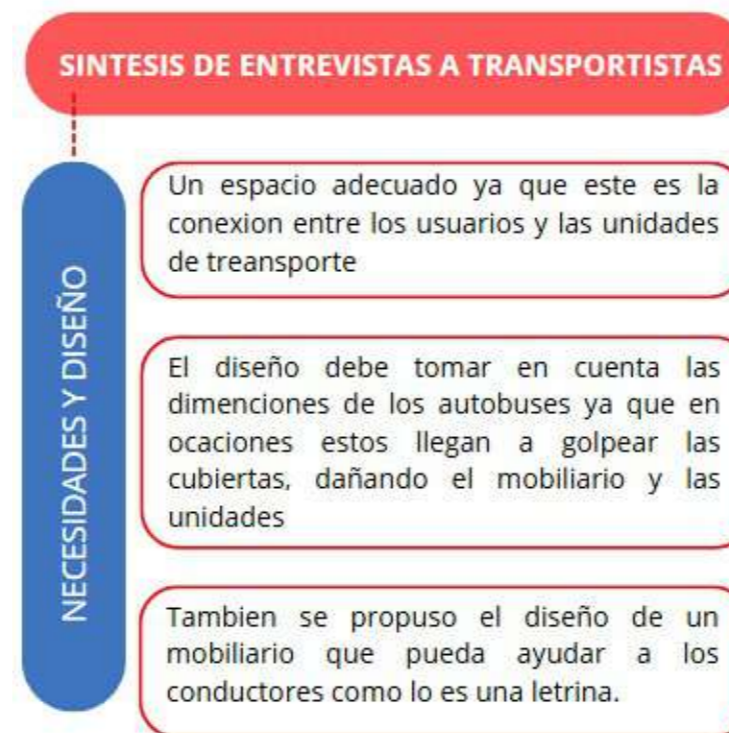 SINTESIS DE ENTREVISTAS A TRANSPORTISTAS
NECESIDADES Y DISEÑO
Un espacio adecuado ya que este es la
conexion entre los usuarios y las unidades
de treansporte
El diseño debe tomar en cuenta las
dimenciones de los autobuses ya que en
ocaciones estos llegan a golpear las
cubiertas, dañando el mobiliario y las
unidades
Tambien se propuso el diseño de un
mobiliario que pueda ayudar a los
conductores como lo es una letrina.